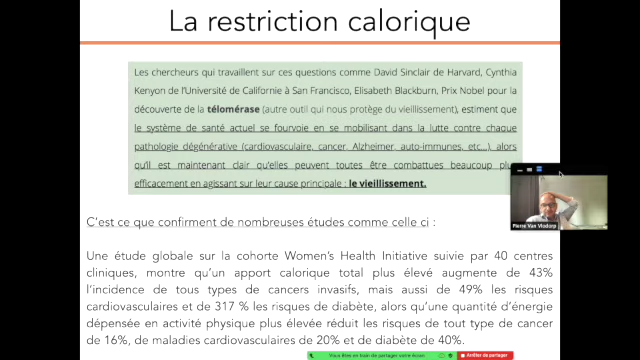 La restriction calorique
Les chercheurs qui travaillent sur ces questions comme David Sinclair de Harvard, Cynthia
Kenyon de l'Université de Californie à San Francisco, Elisabeth Blackburn, Prix Nobel pour la
découverte de la télomérase (autre outil qui nous protège du vieillissement), estiment que
le système de santé actuel se fourvoie en se mobilisant dans la lutte contre chaque
pathologie dégénérative (cardiovasculaire, cancer, Alzheimer, auto-immunes, etc...), alors
qu'il est maintenant clair qu'elles peuvent toutes être combattues beaucoup plus
efficacement en agissant sur leur cause principale : le vieillissement.
Pierre Van Vlodorp
C'est ce que confirment de nombreuses études comme celle ci :
Une étude globale sur la cohorte Women's Health Initiative suivie par 40 centres
cliniques, montre qu'un apport calorique total plus élevé augmente de 43%
l'incidence de tous types de cancers invasifs, mais aussi de 49% les risques
cardiovasculaires et de 317 % les risques de diabète, alors qu'une quantité d'énergie
dépensée en activité physique plus élevée réduit les risques de tout type de cancer
de 16%, de maladies cardiovasculaires de 20% et de diabète de 40%.
Vous êtes en train de partager votre écran
Arrêter de partager